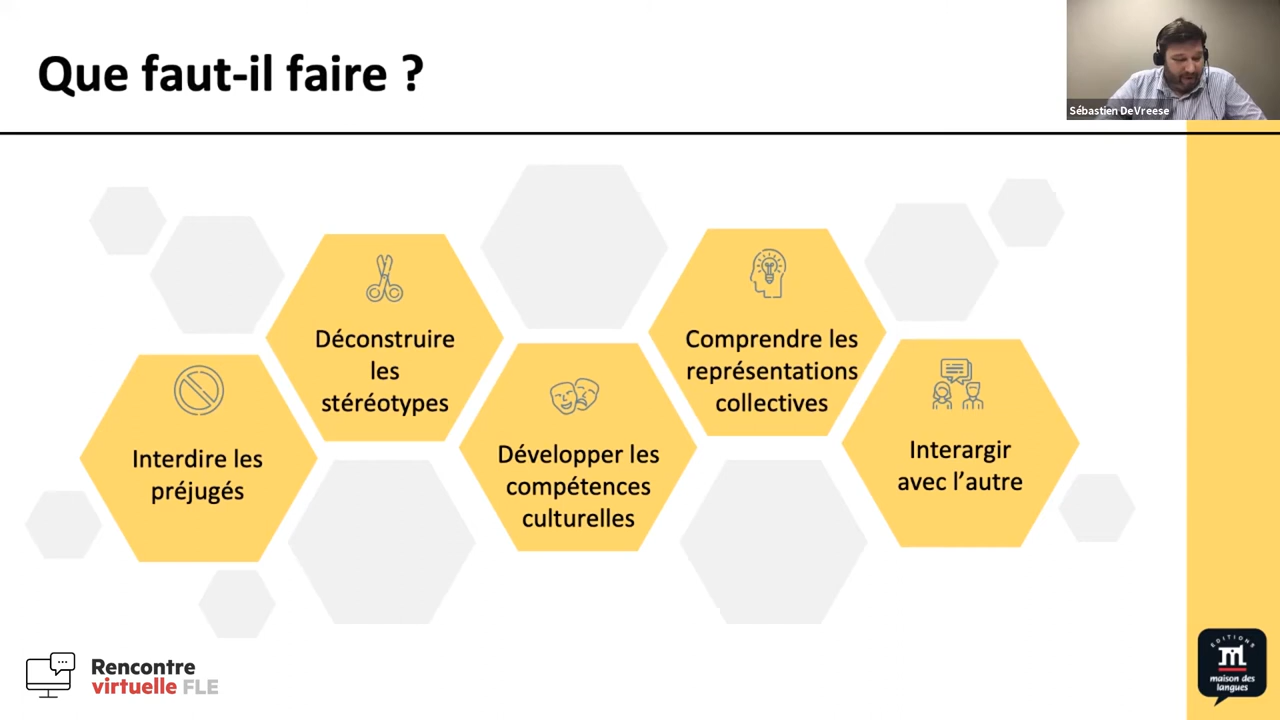 Que faut-il faire ?
Sébastien DeVreese
Interdire les
préjugés
Déconstruire
les
stéréotypes
Développer les
compétences
culturelles
Comprendre les
représentations
collectives
Interargir
avec l'autre
Rencontre
virtuelle FLE
EDITIONS
maison des
langues